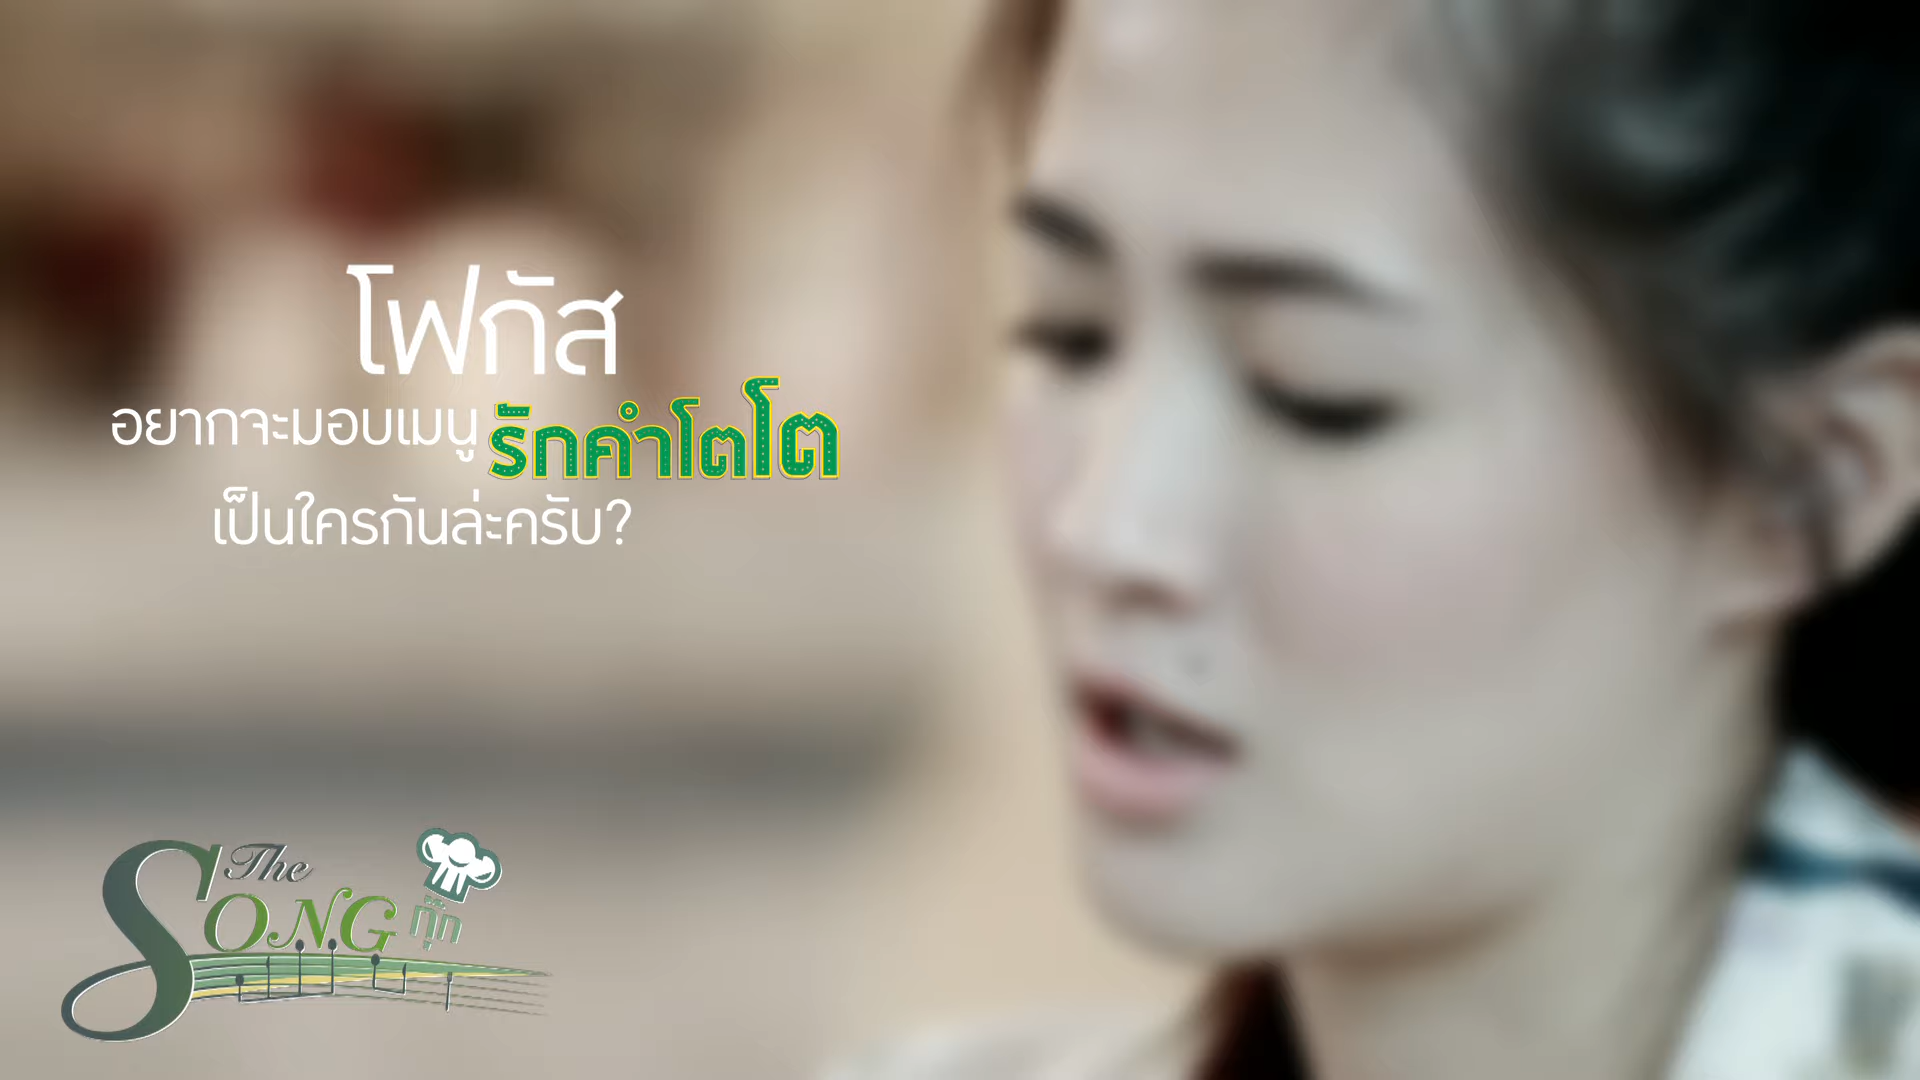 โฟกัส
อยากจะมอบเมนู รักคำโตโต
เป็นใครกันล่ะครับ?
The
SONG กุ๊ก